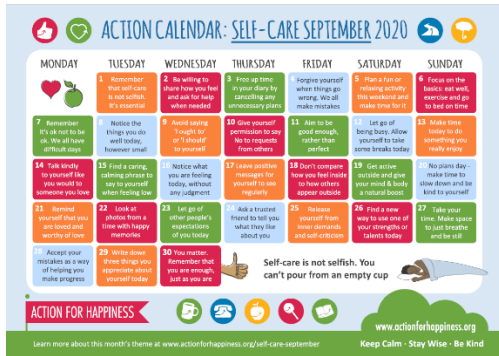 ACTION CALENDAR: SELF-CARE SEPTEMBER 2020
MONDAY TUESDAY WEDNESDAY THURSDAY FRIDAY SATURDAY SUNDAY
1 Remember
that self-care
is not selfish.
It's essential
2 Be willing to
share how you feel
and ask for help
when needed
3 Free up time
in your diary by
cancelling any
unnecessary plans
4 Forgive yourself
when things go
wrong. We all
make mistakes
5 Plan a fun or
relaxing activity
this weekend and
make time for it
6 Focus on the
basics: eat well,
exercise and go
to bed on time
7 Remember
it's ok not to be
ok. We all have
difficult days
8 Notice the
things you do
well today,
however small
9 Avoid saying
'I ought to'
or 'I should'
to yourself
10 Give yourself
permission to say
No to requests
from others
11 Aim to be
good enough,
rather than
perfect
12 Let go of
being busy. Allow
yourself to take
some breaks today
13 Make time
today to do
something you
really enjoy
14 Talk kindly
to yourself like
you would to
someone you love
15 Find a caring,
calming phrase to
say to yourself
when feeling low
16 Notice what
you are feeling
today, without
any judgment
17 Leave positive
messages for
yourself to see
regularly
18 Don't compare
how you feel inside
to how others
appear outside
19 Get active
outside and give
your mind & body
a natural boost
20 No plans day -
make time to
slow down and be
kind to yourself
21 Remind
yourself that you
are loved and
worthy of love
22 Look at
photos from a
time with happy
memories
23 Let go of
other people's
expectations
of you today
24 Ask a trusted
friend to tell you
what they like
about you
25 Release
yourself from
inner demands
and self-criticism
26 Find a new
way to use one of
your strengths or
talents today
27 Take your
time. Make space
to just breathe
and be still
28 Accept your
mistakes as a way
of helping you
make progress
29 Write down
three things you
appreciate about
yourself today
30 You matter.
Remember that
you are enough,
just as you are
Self-care is not selfish. You
can't pour from an empty cup
ACTION FOR HAPPINESS
www.actionforhappiness.org
Learn more about this month's theme at www.actionforhappiness.org/self-care-september
Keep Calm - Stay Wise - Be Kind